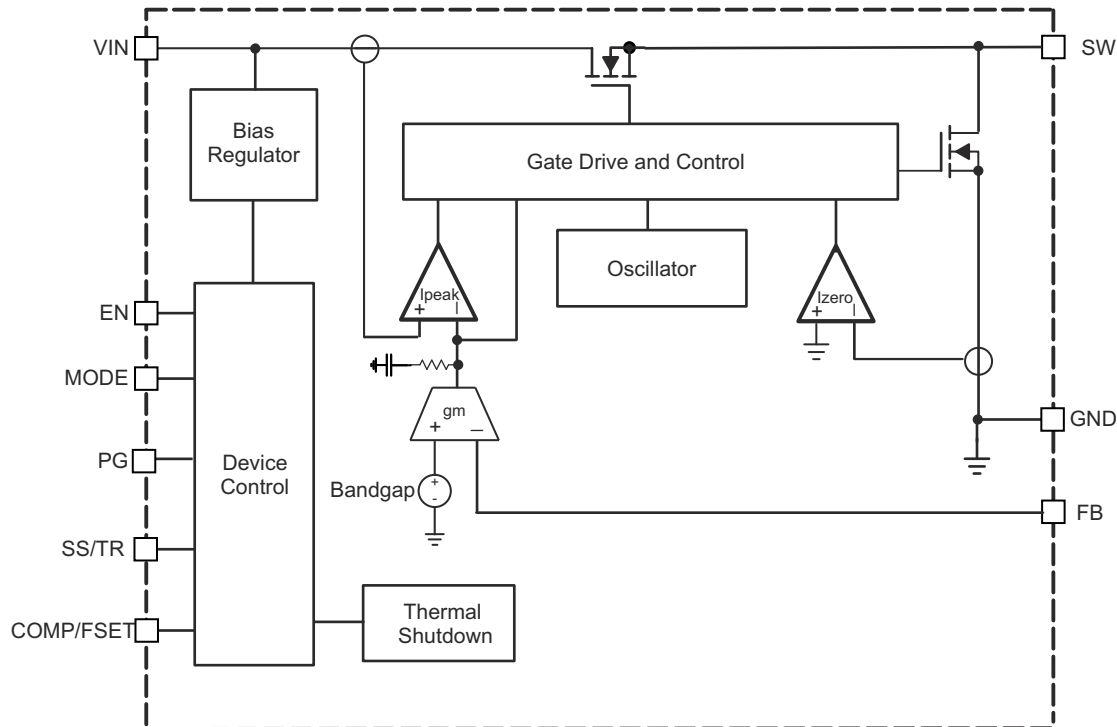 VIN
SW
Bias
Regulator
Gate Drive and Control
Oscillator
Ipeak
+ –
Izero
+ –
EN
MODE
PG
SS/TR
COMP/FSET
Device
Control
gm
+ –
Bandgap
+
-
GND
FB
Thermal
Shutdown